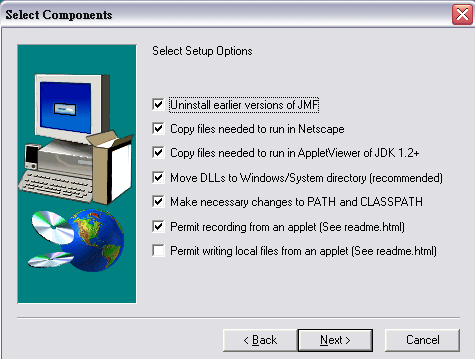 Select Components
Select Setup Options
Uninstall earlier versions of JMF
Copy files needed to run in Netscape
Copy files needed to run in AppletViewer of JDK 1.2+
Move DLLs to Windows/System directory (recommended)
Make necessary changes to PATH and CLASSPATH
Permit recording from an applet (See readme.html)
Permit writing local files from an applet (See readme.html)
< Back
Next >
Cancel